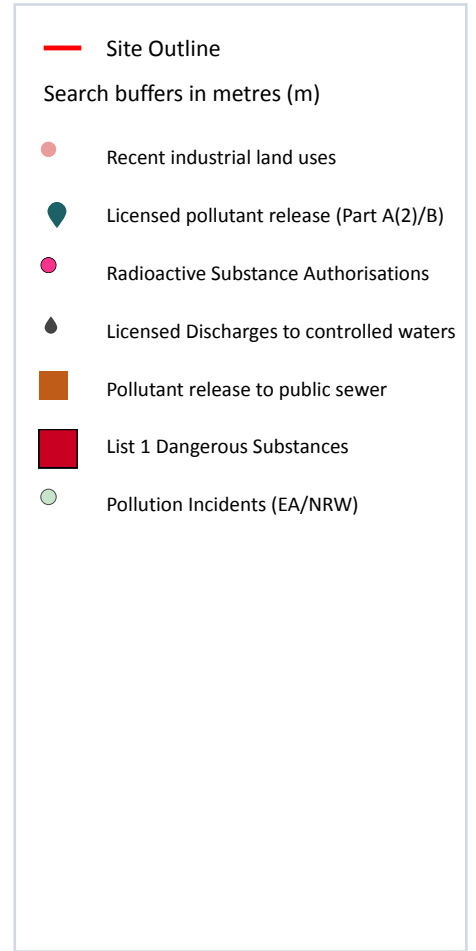 Site Outline
Search buffers in metres (m)
Recent industrial land uses
Licensed pollutant release (Part A(2)/B)
Radioactive Substance Authorisations
Licensed Discharges to controlled waters
Pollutant release to public sewer
List 1 Dangerous Substances
Pollution Incidents (EA/NRW)